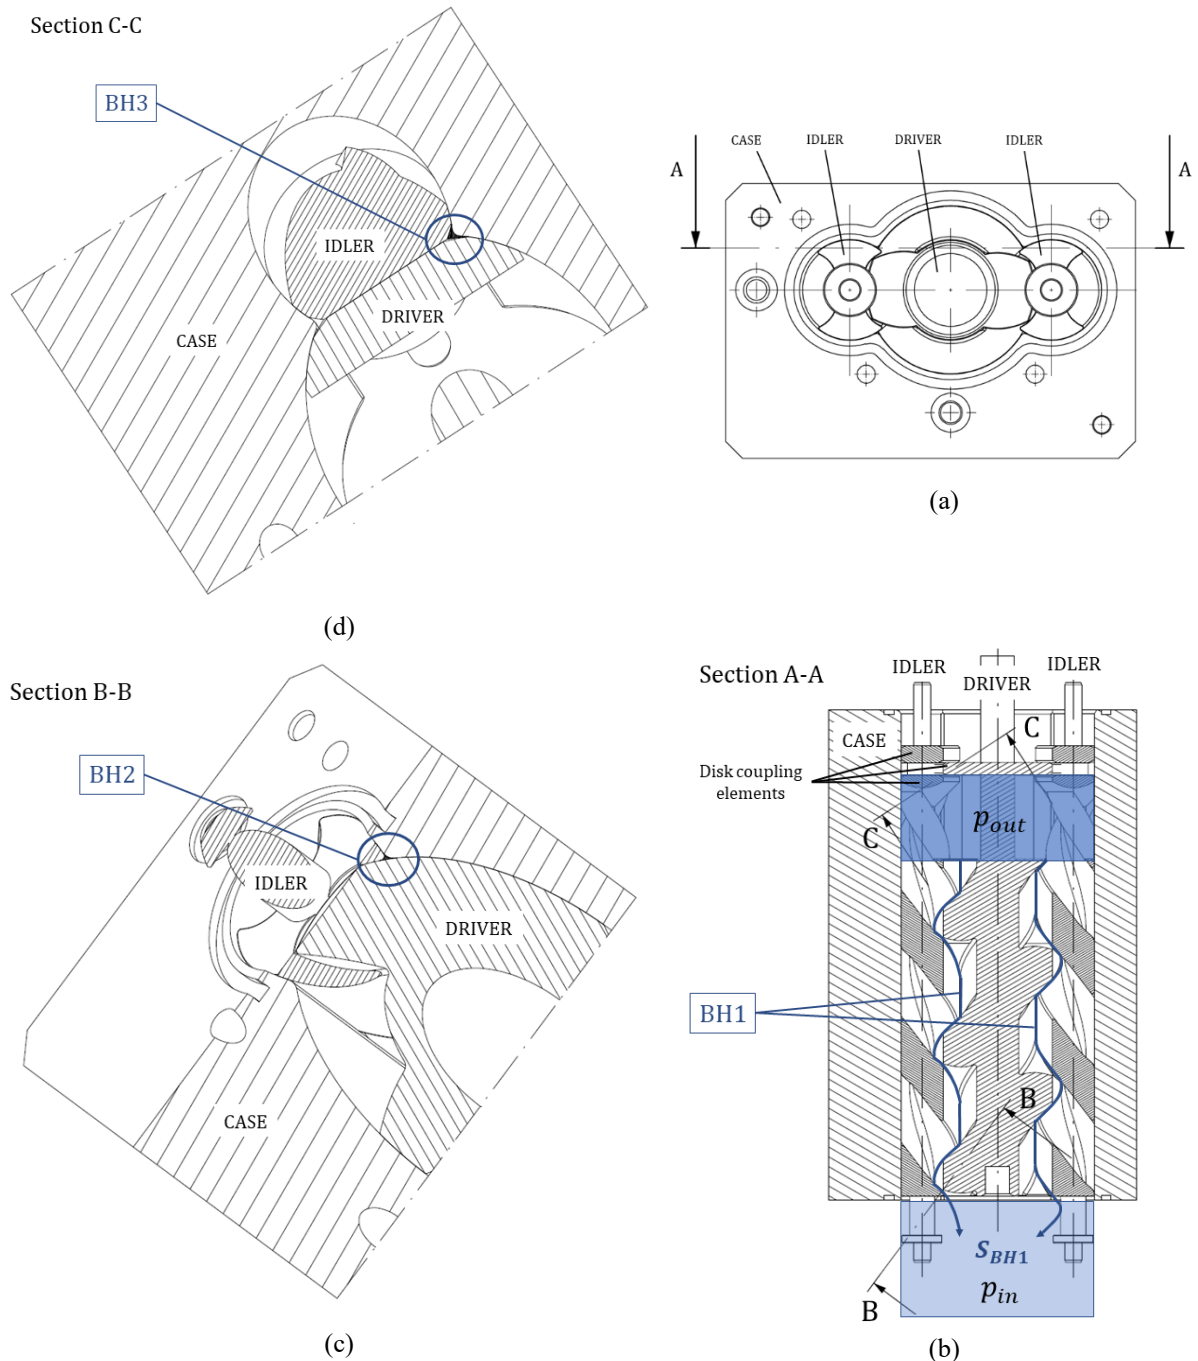 Section C-C
BH3
IDLER
DRIVER
CASE
(d)
CASE
IDLER
DRIVER
IDLER
A
A
(a)
Section B-B
BH2
IDLER
DRIVER
CASE
(c)
Section A-A
IDLER
IDLER
DRIVER
CASE
C
Disk coupling
elements
C
p_out
BH1
B
S_BH1
p_in
B
(b)